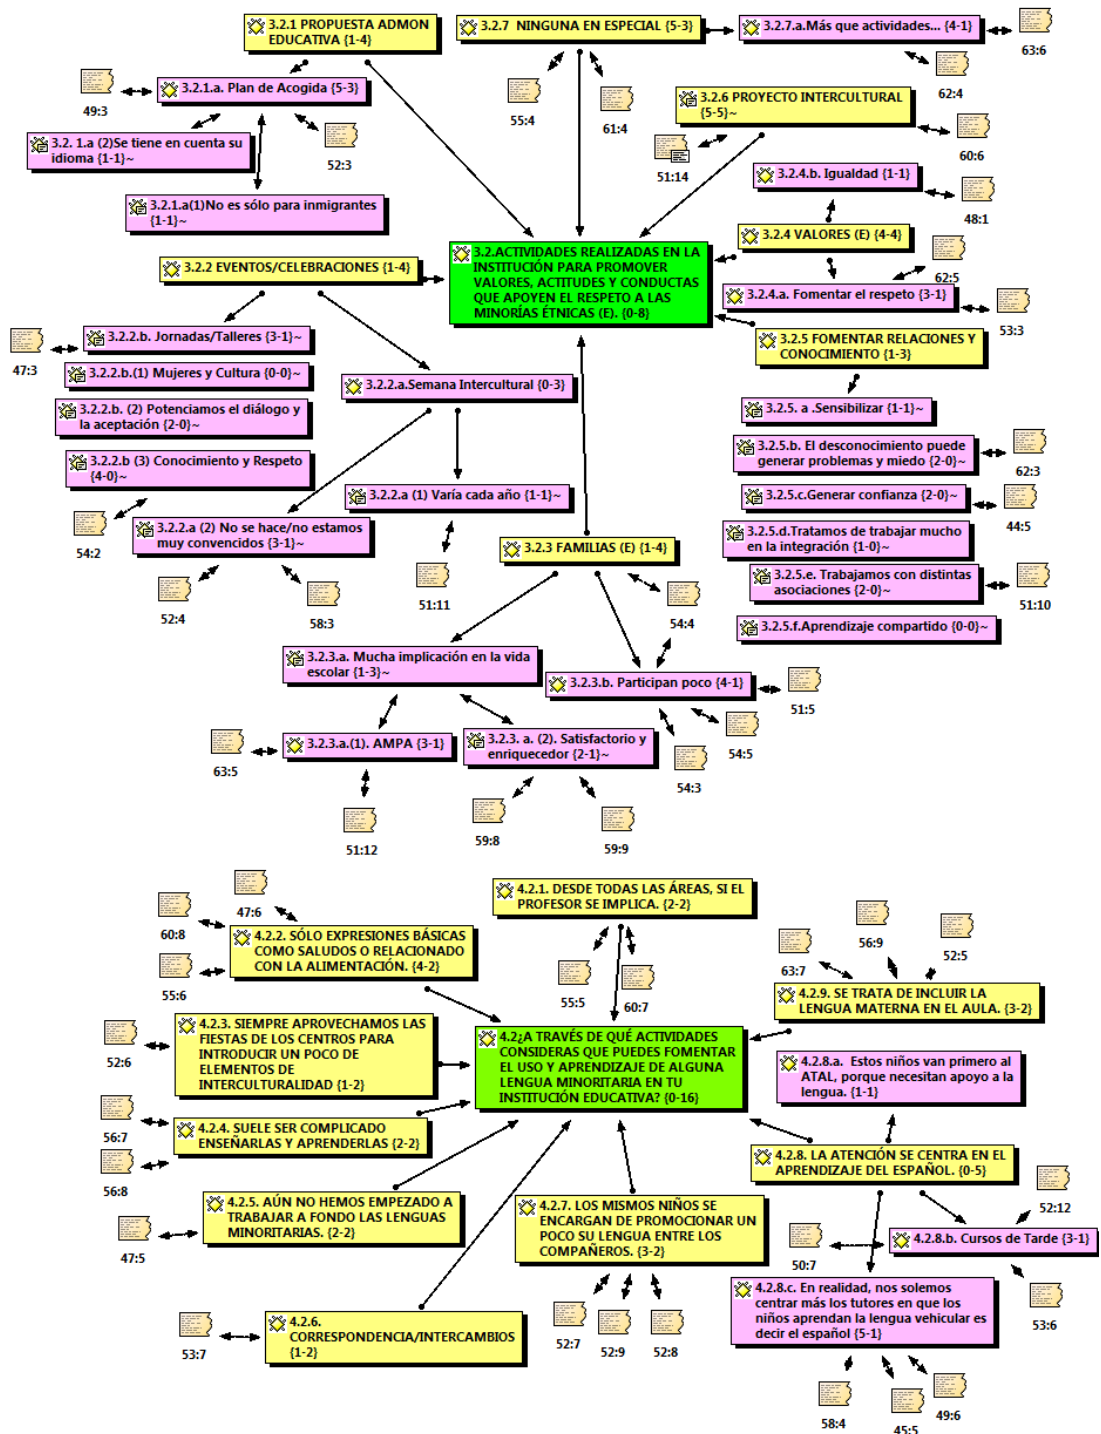 3.2.1 PROPUESTA ADMON
EDUCATIVA {1-4}
3.2.7 NINGUNA EN ESPECIAL {5-3}
3.2.7.a.Más que actividades... {4-1}
63:6
49:3
3.2.1.a. Plan de Acogida {5-3}
55:4
61:4
62:4
3.2.6 PROYECTO INTERCULTURAL
{5-5}~
3.2. 1.a (2)Se tiene en cuenta su
idioma {1-1}~
52:3
51:14
60:6
3.2.4.b. Igualdad {1-1}
48:1
3.2.1.a(1)No es sólo para inmigrantes
{1-1}~
3.2.4 VALORES (E) {4-4}
3.2.ACTIVIDADES REALIZADAS EN LA
INSTITUCIÓN PARA PROMOVER
VALORES, ACTITUDES Y CONDUCTAS
QUE APOYEN EL RESPETO A LAS
MINORÍAS ÉTNICAS (E). {0-8}
3.2.2 EVENTOS/CELEBRACIONES {1-4}
62:5
3.2.4.a. Fomentar el respeto {3-1}
53:3
3.2.5 FOMENTAR RELACIONES Y
CONOCIMIENTO {1-3}
47:3
3.2.2.b. Jornadas/Talleres {3-1}~
3.2.2.b.(1) Mujeres y Cultura {0-0}~
3.2.2.a.Semana Intercultural {0-3}
3.2.2.b. (2) Potenciamos el diálogo y
la aceptación {2-0}~
3.2.5. a .Sensibilizar {1-1}~
3.2.5.b. El desconocimiento puede
generar problemas y miedo {2-0}~
62:3
3.2.2.b (3) Conocimiento y Respeto
{4-0}~
3.2.2.a (1) Varía cada año {1-1}~
3.2.5.c.Generar confianza {2-0}~
44:5
54:2
3.2.2.a (2) No se hace/no estamos
muy convencidos {3-1}~
3.2.5.d.Tratamos de trabajar mucho
en la integración {1-0}~
3.2.3 FAMILIAS (E) {1-4}
3.2.5.e. Trabajamos con distintas
asociaciones {2-0}~
51:10
52:4
58:3
51:11
54:4
3.2.5.f.Aprendizaje compartido {0-0}~
3.2.3.a. Mucha implicación en la vida
escolar {1-3}~
3.2.3.b. Participan poco {4-1}
51:5
63:5
3.2.3.a.(1). AMPA {3-1}
3.2.3. a. (2). Satisfactorio y
enriquecedor {2-1}~
54:5
54:3
51:12
59:8
59:9
4.2.1. DESDE TODAS LAS ÁREAS, SI EL
PROFESOR SE IMPLICA. {2-2}
47:6
60:8
56:9
52:5
63:7
4.2.2. SÓLO EXPRESIONES BÁSICAS
COMO SALUDOS O RELACIONADO
CON LA ALIMENTACIÓN. {4-2}
55:6
55:5
60:7
4.2.9. SE TRATA DE INCLUIR LA
LENGUA MATERNA EN EL AULA. {3-2}
4.2.3. SIEMPRE APROVECHAMOS LAS
FIESTAS DE LOS CENTROS PARA
INTRODUCIR UN POCO DE
ELEMENTOS DE
INTERCULTURALIDAD {1-2}
52:6
4.2¿A TRAVÉS DE QUÉ ACTIVIDADES
CONSIDERAS QUE PUEDES FOMENTAR
EL USO Y APRENDIZAJE DE ALGUNA
LENGUA MINORITARIA EN TU
INSTITUCIÓN EDUCATIVA? {0-16}
4.2.8.a. Estos niños van primero al
ATAL, porque necesitan apoyo a la
lengua. {1-1}
56:7
4.2.4. SUELE SER COMPLICADO
ENSEÑARLAS Y APRENDERLAS {2-2}
56:8
4.2.8. LA ATENCIÓN SE CENTRA EN EL
APRENDIZAJE DEL ESPAÑOL. {0-5}
4.2.5. AÚN NO HEMOS EMPEZADO A
TRABAJAR A FONDO LAS LENGUAS
MINORITARIAS. {2-2}
47:5
4.2.7. LOS MISMOS NIÑOS SE
ENCARGAN DE PROMOCIONAR UN
POCO SU LENGUA ENTRE LOS
COMPAÑEROS. {3-2}
52:12
50:7
4.2.8.b. Cursos de Tarde {3-1}
4.2.8.c. En realidad, nos solemos
centrar más los tutores en que los
niños aprendan la lengua vehicular es
decir el español {5-1}
53:6
4.2.6.
CORRESPONDENCIA/INTERCAMBIOS
{1-2}
53:7
52:7
52:9
52:8
58:4
45:5
49:6